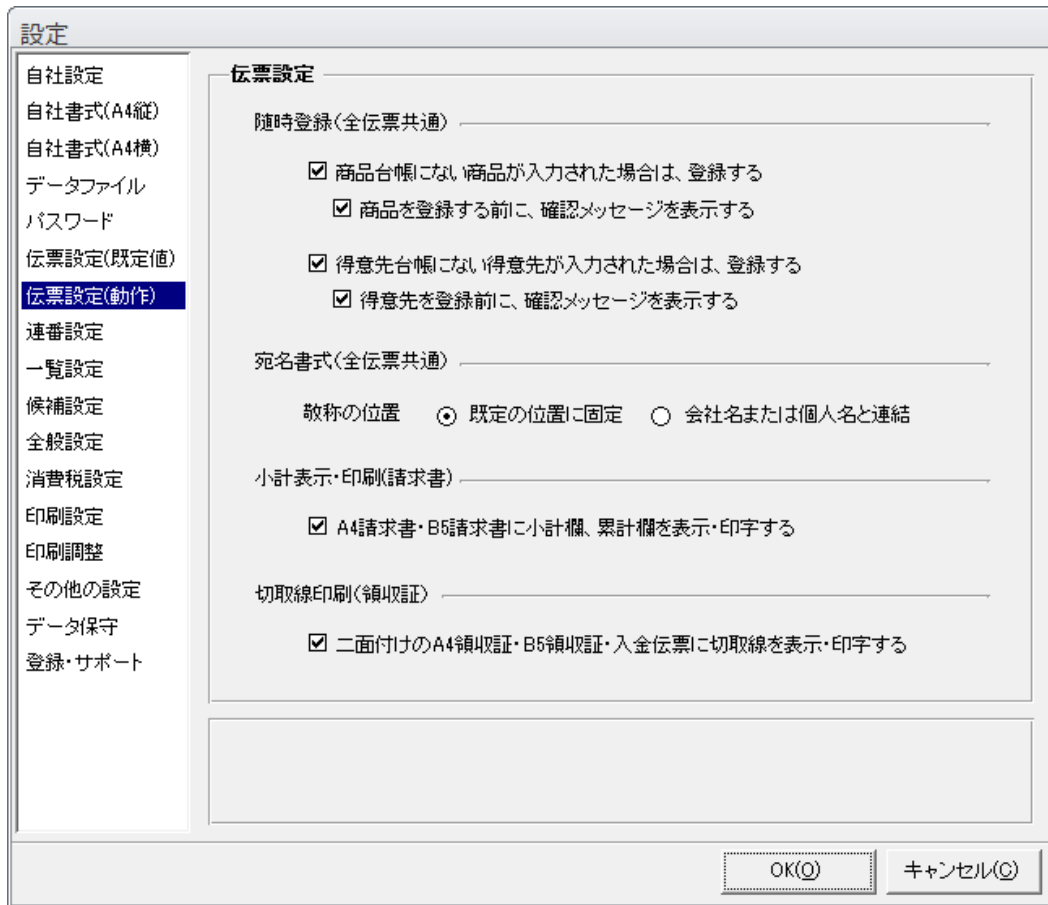 設定
自社設定
自社書式(A4縦)
自社書式(A4横)
データファイル
パスワード
伝票設定(既定値)
伝票設定(動作)
連番設定
一覧設定
候補設定
全般設定
消費税設定
印刷設定
印刷調整
その他の設定
データ保守
登録・サポート
伝票設定
随時登録(全伝票共通)
商品台帳にない商品が入力された場合は、登録する
商品を登録する前に、確認メッセージを表示する
得意先台帳にない得意先が入力された場合は、登録する
得意先を登録前に、確認メッセージを表示する
宛名書式(全伝票共通)
敬称の位置 既定の位置に固定 会社名または個人名と連結
小計表示・印刷(請求書)
A4請求書・B5請求書に小計欄、累計欄を表示・印字する
切取線印刷(領収証)
二面付けのA4領収証・B5領収証・入金伝票に切取線を表示・印字する
OK(O) キャンセル(C)